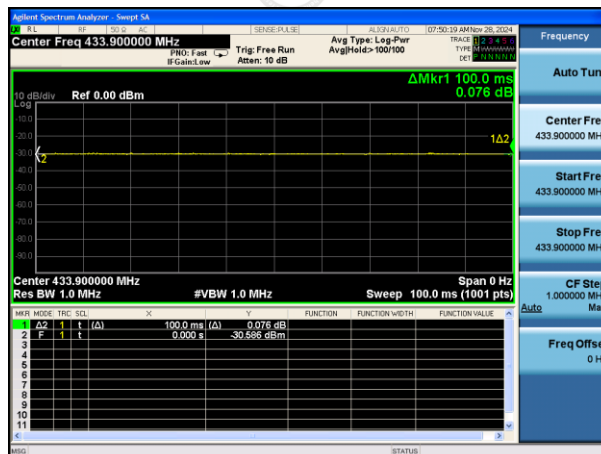 Agilent Spectrum Analyzer - Swept SA
RL RF 50 Ω AC SENSE:PULSE ALIGN AUTO 07:50:19 AM Nov 28, 2024
Center Freq 433.900000 MHz
PNO: Fast
IFGain:Low
Trig: Free Run
Atten: 10 dB
Avg Type: Log-Pwr
Avg|Hold:>100/100
TRACE 1 2 3 4 5 6
TYPE
DET P N N N N N
Frequency
ΔMkr1 100.0 ms
0.076 dB
10 dB/div Ref 0.00 dBm
Log
-10.0
-20.0
-30.0
-40.0
-50.0
-60.0
-70.0
-80.0
-90.0
1Δ2
2
Center 433.900000 MHz Span 0 Hz
Res BW 1.0 MHz #VBW 1.0 MHz Sweep 100.0 ms (1001 pts)
MKR MODE TRC SCL X Y FUNCTION FUNCTION WIDTH FUNCTION VALUE
1 Δ2 1 t (Δ) 100.0 ms (Δ) 0.076 dB
2 F 1 t 0.000 s -30.586 dBm
3
4
5
6
7
8
9
10
11
MSG STATUS
Auto Tun
Center Fre
433.900000 MH
Start Fre
433.900000 MH
Stop Fre
433.900000 MH
CF Ste
1.000000 MH
Auto Ma
Freq Offse
0 H